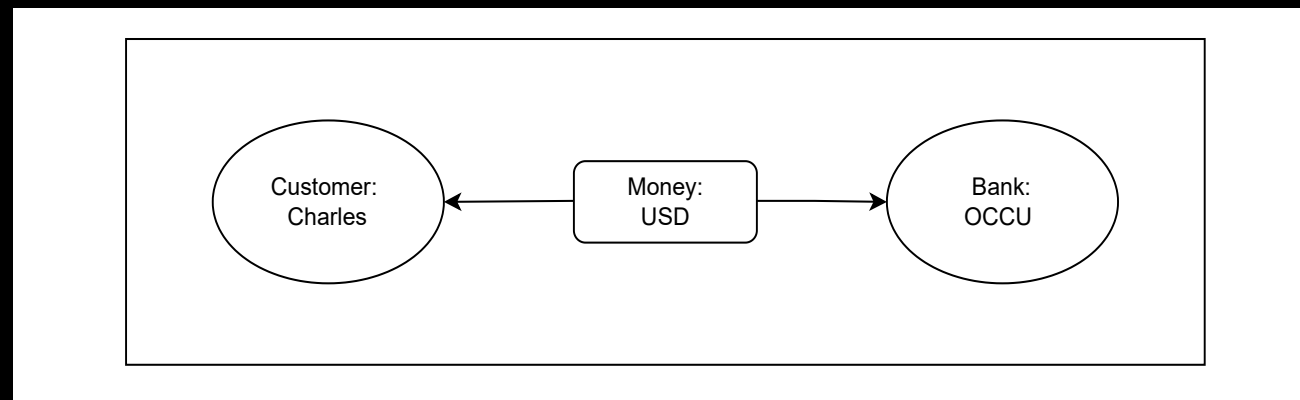 Customer:
Charles
Money:
USD
Bank:
OCCU